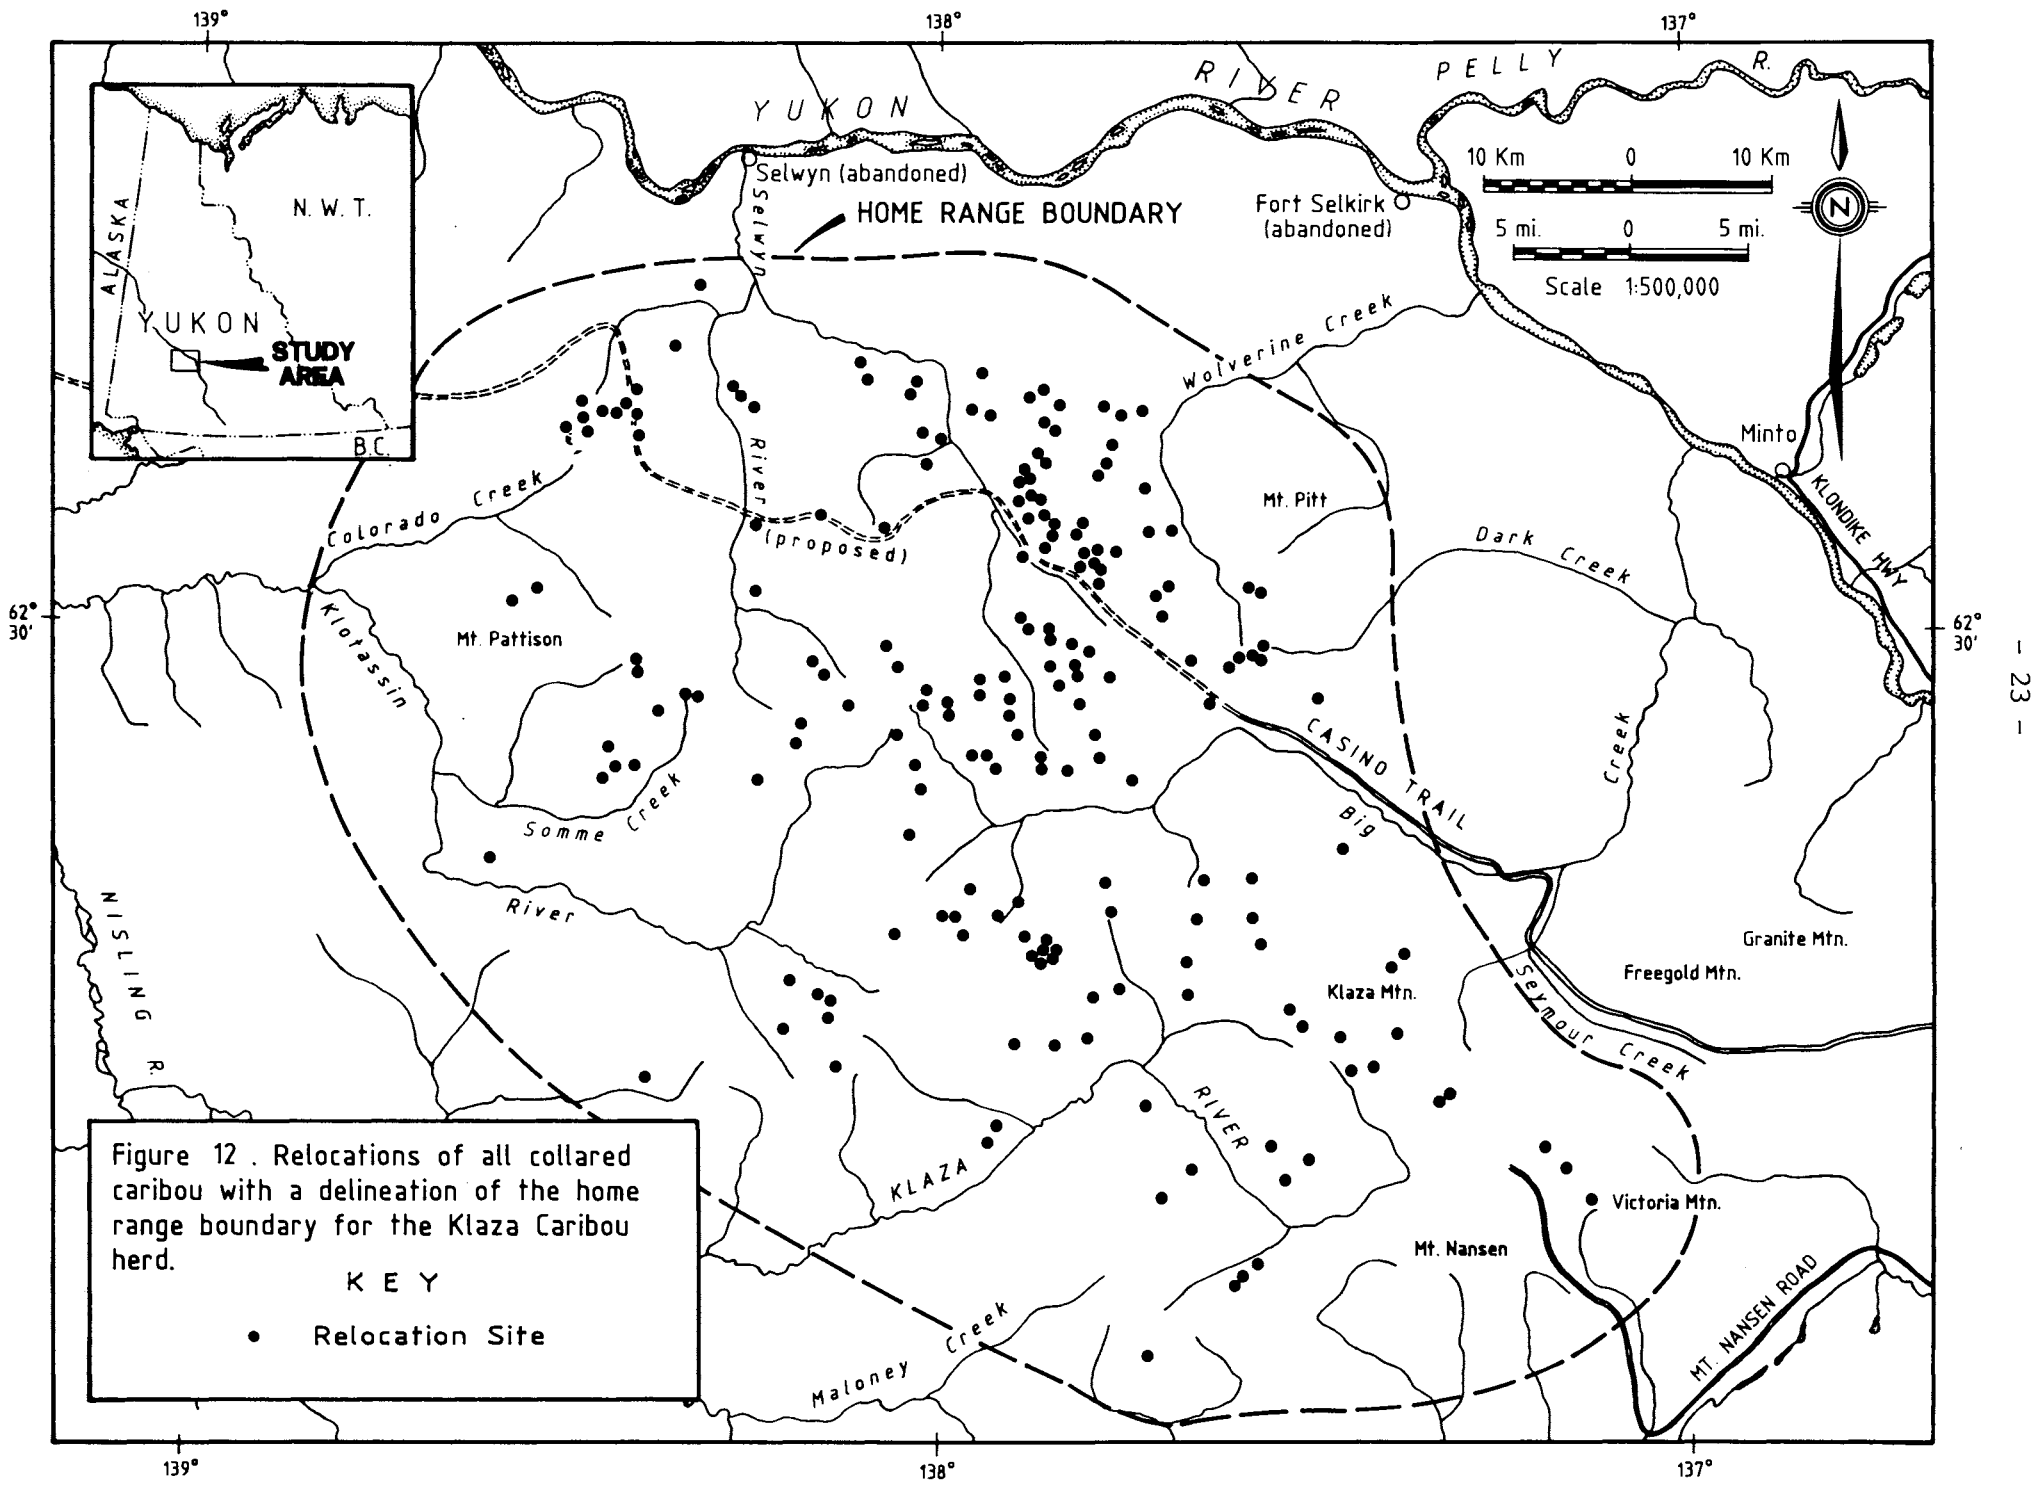 139°
138°
137°
YUKON
RIVER
PELLY
R.
10 Km 0 10 Km
5 mi. 0 5 mi.
Scale 1:500,000
N
ALASKA
N.W.T.
YUKON
STUDY
AREA
B.C.
Selwyn (abandoned)
Selwyn
River
HOME RANGE BOUNDARY
Fort Selkirk
(abandoned)
Wolverine Creek
Minto
KLONDIKE HWY
Colorado Creek
Mt. Pitt
(proposed)
Dark Creek
Creek
62°
30'
62°
30'
Klotassin
River
Mt. Pattison
Somme Creek
CASINO TRAIL
Big
NISLING
R.
Granite Mtn.
Freegold Mtn.
Klaza Mtn.
Seymour Creek
KLAZA
RIVER
Victoria Mtn.
Mt. Nansen
MT. NANSEN ROAD
Maloney Creek
Figure 12 . Relocations of all collared
caribou with a delineation of the home
range boundary for the Klaza Caribou
herd.
KEY
● Relocation Site
139°
138°
137°
- 23 -